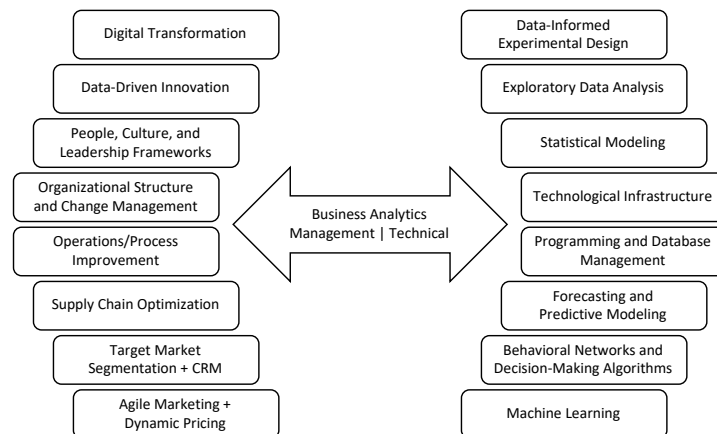 Digital Transformation
Data-Driven Innovation
People, Culture, and
Leadership Frameworks
Organizational Structure
and Change Management
Operations/Process
Improvement
Supply Chain Optimization
Target Market
Segmentation + CRM
Agile Marketing +
Dynamic Pricing
Business Analytics
Management | Technical
Data-Informed
Experimental Design
Exploratory Data Analysis
Statistical Modeling
Technological Infrastructure
Programming and Database
Management
Forecasting and
Predictive Modeling
Behavioral Networks and
Decision-Making Algorithms
Machine Learning